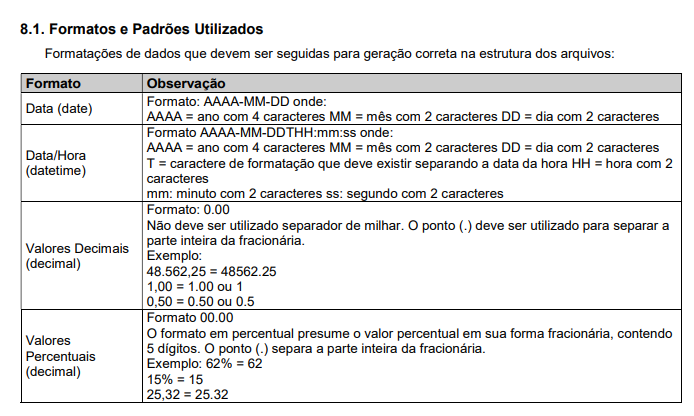 8.1. Formatos e Padrões Utilizados
Formatações de dados que devem ser seguidas para geração correta na estrutura dos arquivos:
Formato
Observação
Data (date)
Formato: AAAA-MM-DD onde:
AAAA = ano com 4 caracteres MM = mês com 2 caracteres DD = dia com 2 caracteres
Data/Hora
(datetime)
Formato AAAA-MM-DDTHH:mm:ss onde:
AAAA = ano com 4 caracteres MM = mês com 2 caracteres DD = dia com 2 caracteres
T = caractere de formatação que deve existir separando a data da hora HH = hora com 2
caracteres
mm: minuto com 2 caracteres ss: segundo com 2 caracteres
Valores Decimais
(decimal)
Formato: 0.00
Não deve ser utilizado separador de milhar. O ponto (.) deve ser utilizado para separar a
parte inteira da fracionária.
Exemplo:
48.562,25 = 48562.25
1,00 = 1.00 ou 1
0,50 = 0.50 ou 0.5
Valores
Percentuais
(decimal)
Formato 00.00
O formato em percentual presume o valor percentual em sua forma fracionária, contendo
5 dígitos. O ponto (.) separa a parte inteira da fracionária.
Exemplo: 62% = 62
15% = 15
25,32 = 25.32